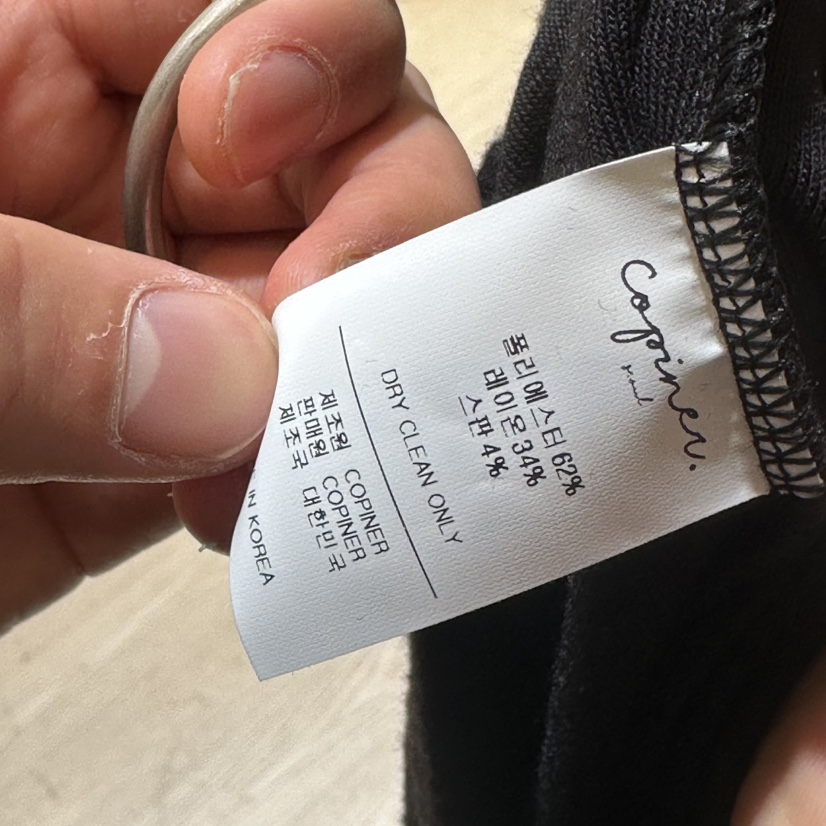 Copiner.
폴리에스터 62%
레이온 34%
스판 4%
DRY CLEAN ONLY
제조원 COPINER
판매원 COPINER
제조국 대한민국
IN KOREA